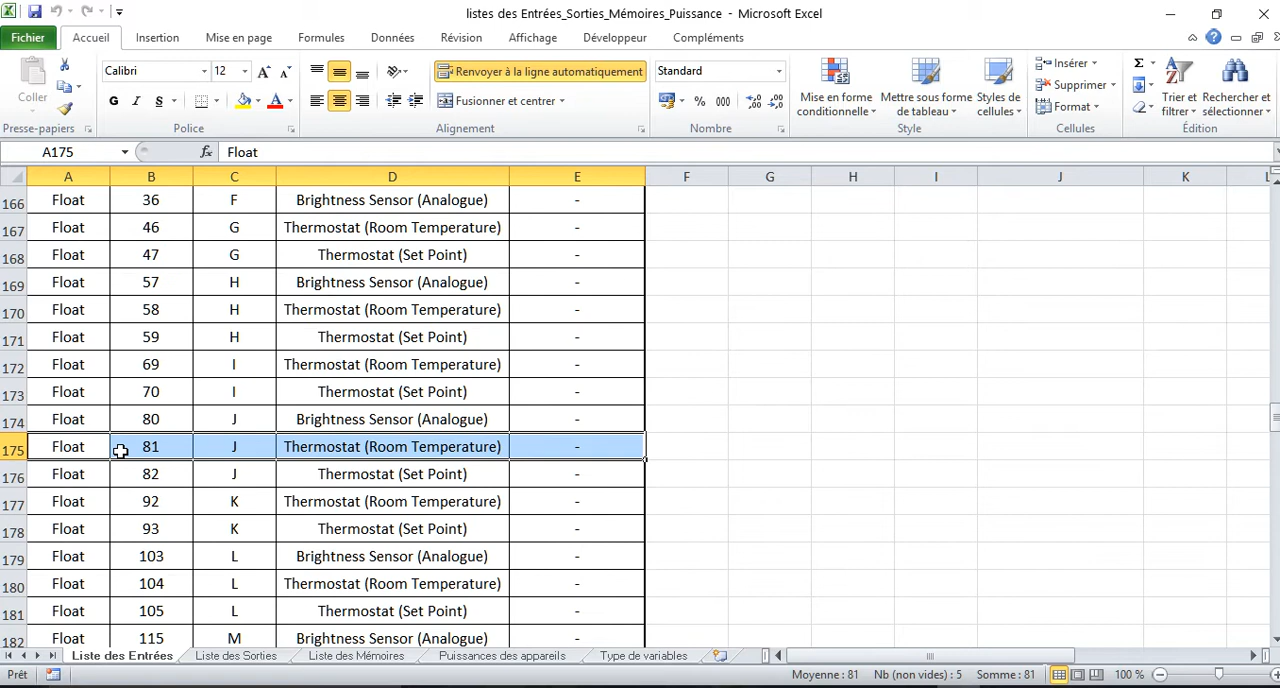 listes des Entrées_Sorties_Mémoires_Puissance - Microsoft Excel
Fichier Accueil Insertion Mise en page Formules Données Révision Affichage Développeur Compléments
Coller
Calibri 12
G I S
Renvoyer à la ligne automatiquement
Fusionner et centrer
Standard
% 000
Mise en forme conditionnelle
Mettre sous forme de tableau
Styles de cellules
Insérer
Supprimer
Format
Trier et filtrer
Rechercher et sélectionner
Presse-papiers Police Alignement Nombre Style Cellules Édition
A175 fx Float
A B C D E F G H I J K L
166 Float 36 F Brightness Sensor (Analogue) -
167 Float 46 G Thermostat (Room Temperature) -
168 Float 47 G Thermostat (Set Point) -
169 Float 57 H Brightness Sensor (Analogue) -
170 Float 58 H Thermostat (Room Temperature) -
171 Float 59 H Thermostat (Set Point) -
172 Float 69 I Thermostat (Room Temperature) -
173 Float 70 I Thermostat (Set Point) -
174 Float 80 J Brightness Sensor (Analogue) -
175 Float 81 J Thermostat (Room Temperature) -
176 Float 82 J Thermostat (Set Point) -
177 Float 92 K Thermostat (Room Temperature) -
178 Float 93 K Thermostat (Set Point) -
179 Float 103 L Brightness Sensor (Analogue) -
180 Float 104 L Thermostat (Room Temperature) -
181 Float 105 L Thermostat (Set Point) -
182 Float 115 M Brightness Sensor (Analogue) -
Liste des Entrées Liste des Sorties Liste des Mémoires Puissances des appareils Type de variables
Prêt Moyenne : 81 Nb (non vides) : 5 Somme : 81 100 %